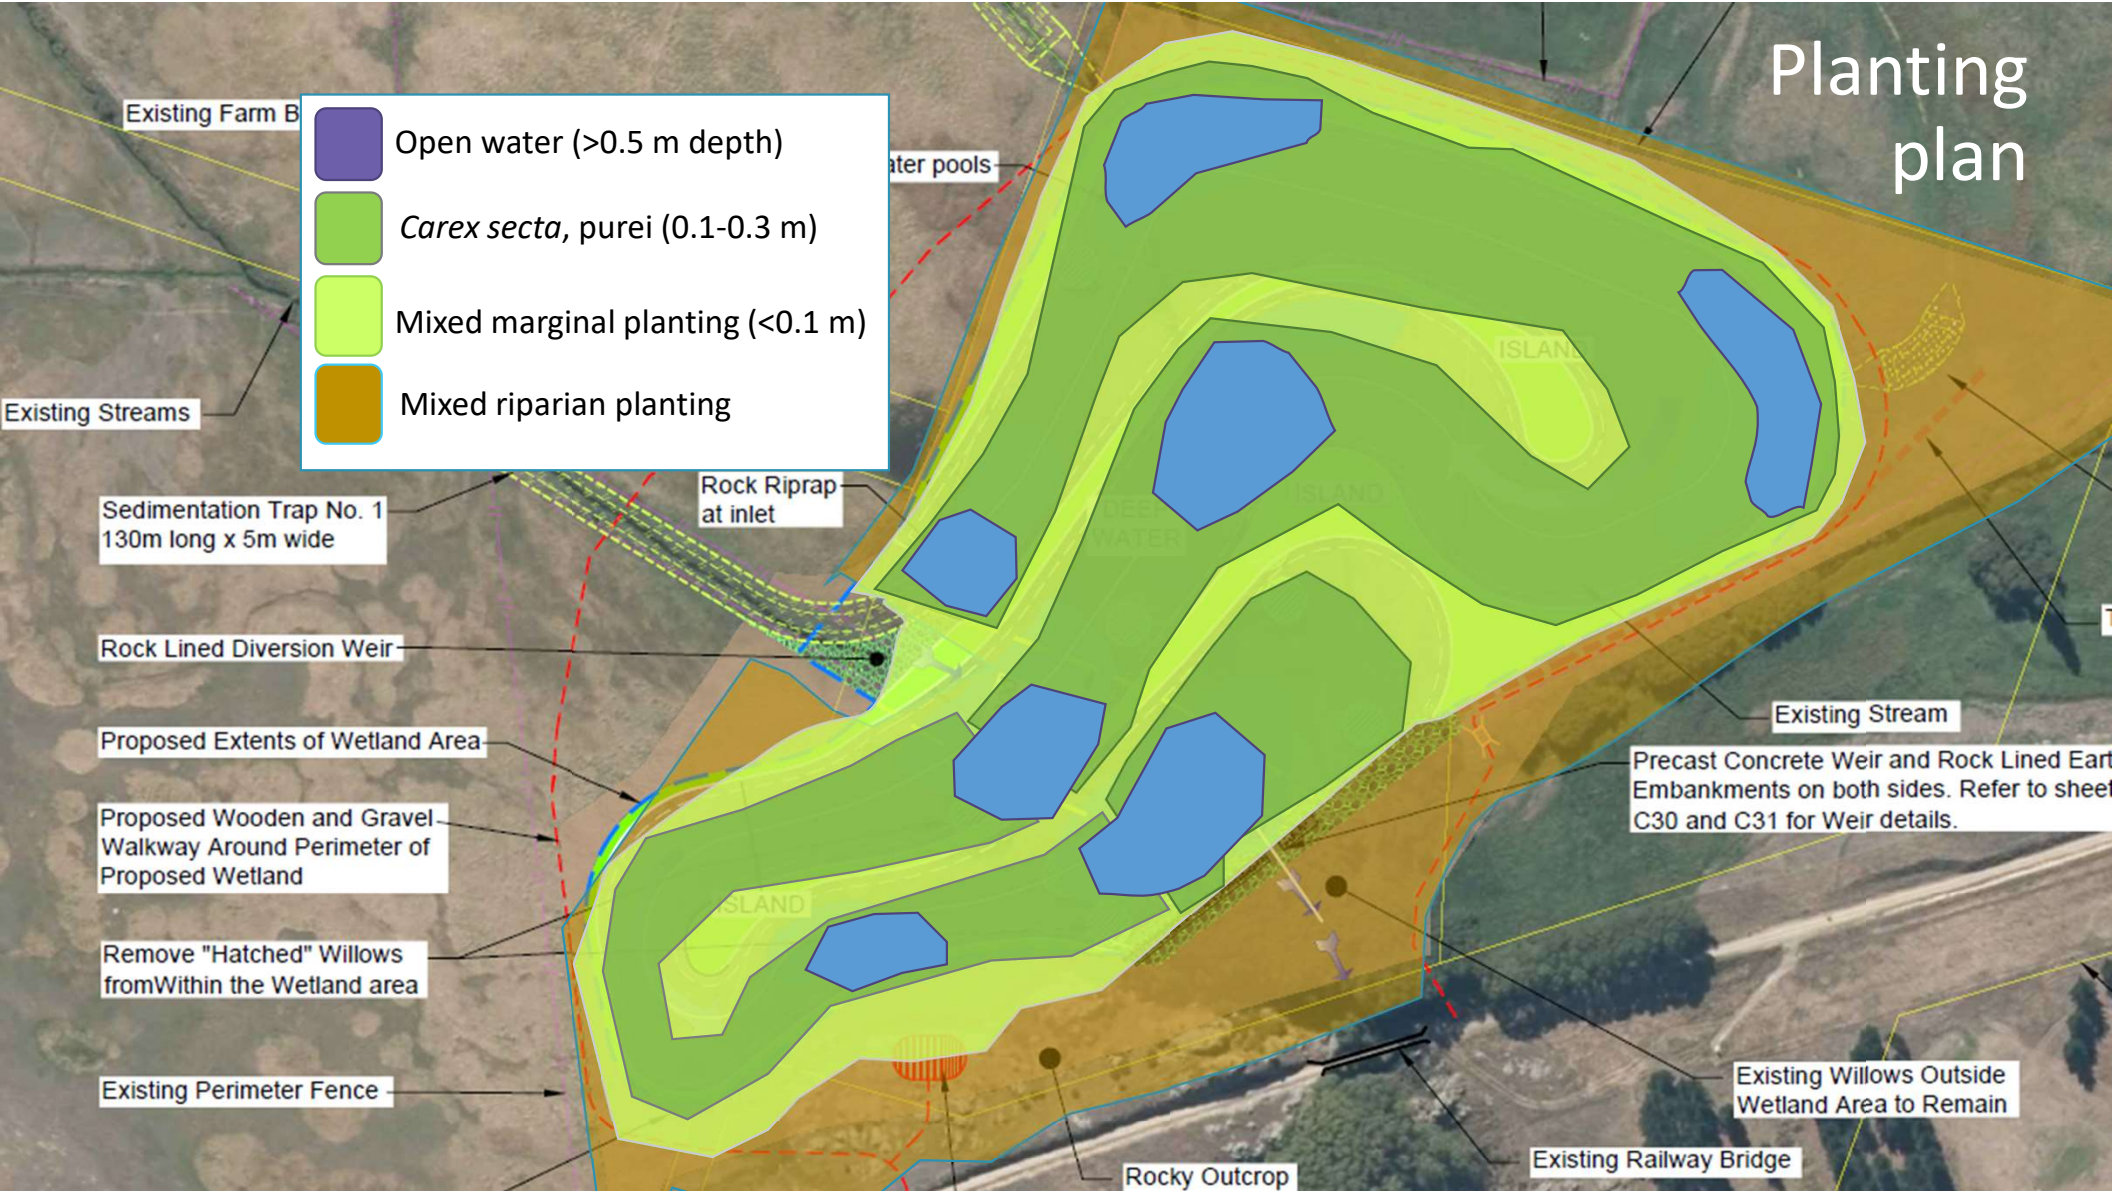 Planting
plan
Existing Farm B
Open water (>0.5 m depth)
Carex secta, purei (0.1-0.3 m)
Mixed marginal planting (<0.1 m)
Mixed riparian planting
ater pools
Existing Streams
Rock Riprap
at inlet
Sedimentation Trap No. 1
130m long x 5m wide
Rock Lined Diversion Weir
Proposed Extents of Wetland Area
Proposed Wooden and Gravel
Walkway Around Perimeter of
Proposed Wetland
Remove "Hatched" Willows
fromWithin the Wetland area
Existing Perimeter Fence
ISLAND
ISLAND
DEEP
WATER
ISLAND
Existing Stream
Precast Concrete Weir and Rock Lined Eart
Embankments on both sides. Refer to sheet
C30 and C31 for Weir details.
Existing Willows Outside
Wetland Area to Remain
Existing Railway Bridge
Rocky Outcrop